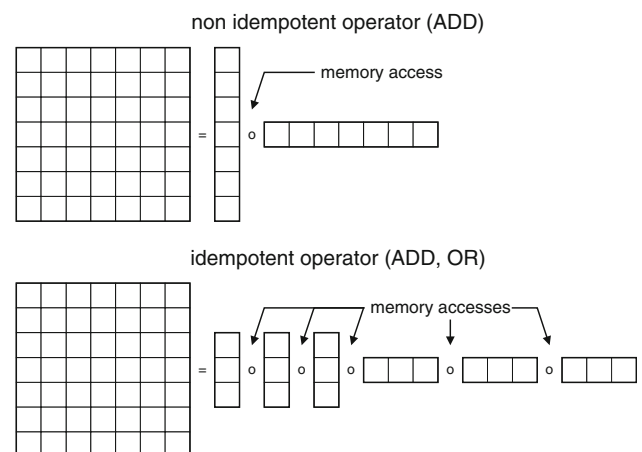 non idempotent operator (ADD)
memory access
= o
idempotent operator (ADD, OR)
memory accesses
= o o o o o